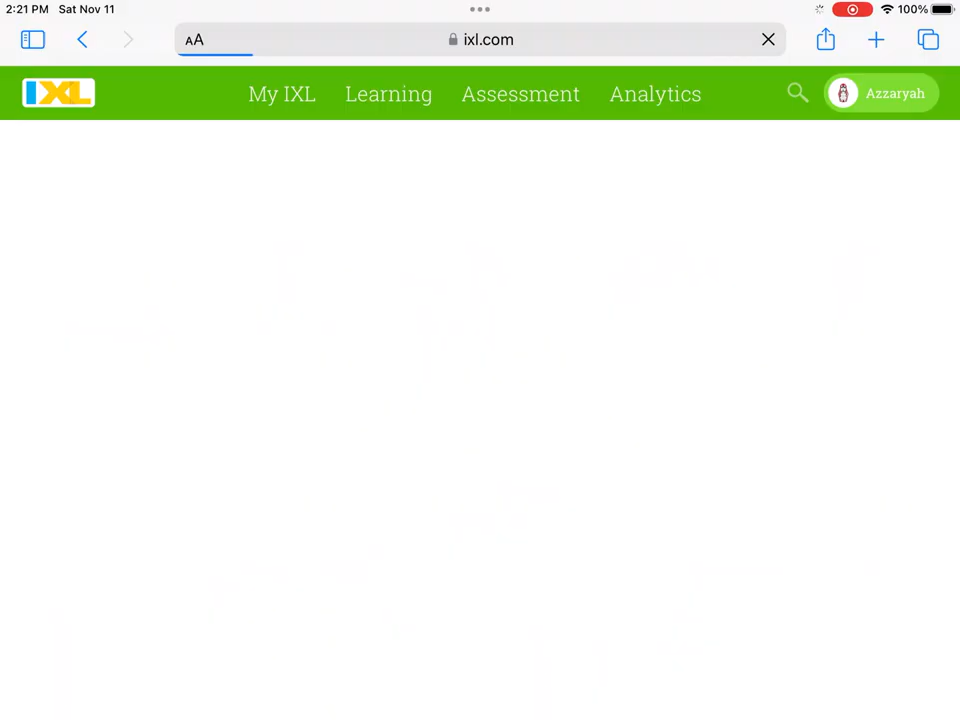 2:21 PM Sat Nov 11 100%
AA ixl.com
IXL My IXL Learning Assessment Analytics Azzaryah